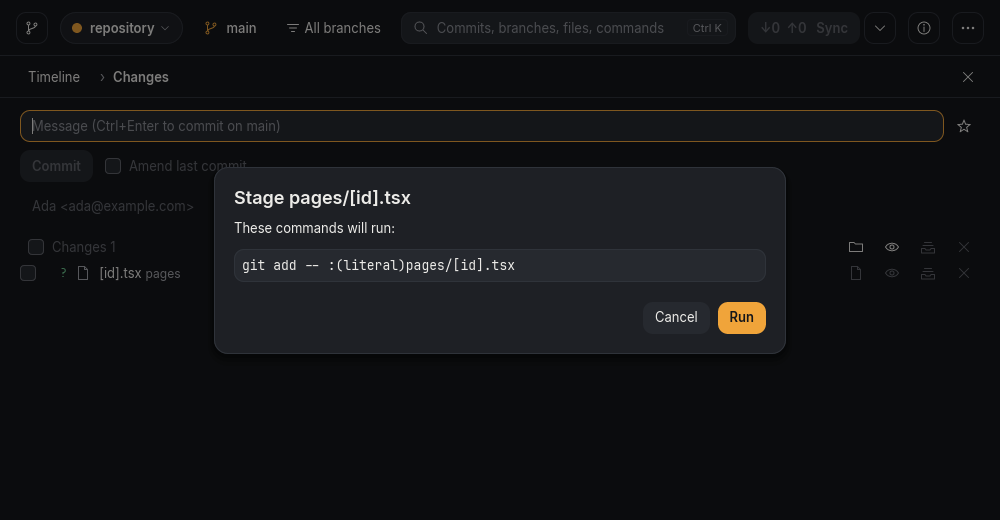 repository
main
All branches
Commits, branches, files, commands
Ctrl K
↓0 ↑0 Sync
Timeline › Changes
Message (Ctrl+Enter to commit on main)
Commit
Amend last commit
Ada <ada@example.com>
Stage pages/[id].tsx
These commands will run:
git add -- :(literal)pages/[id].tsx
Cancel
Run
Changes 1
? [id].tsx pages